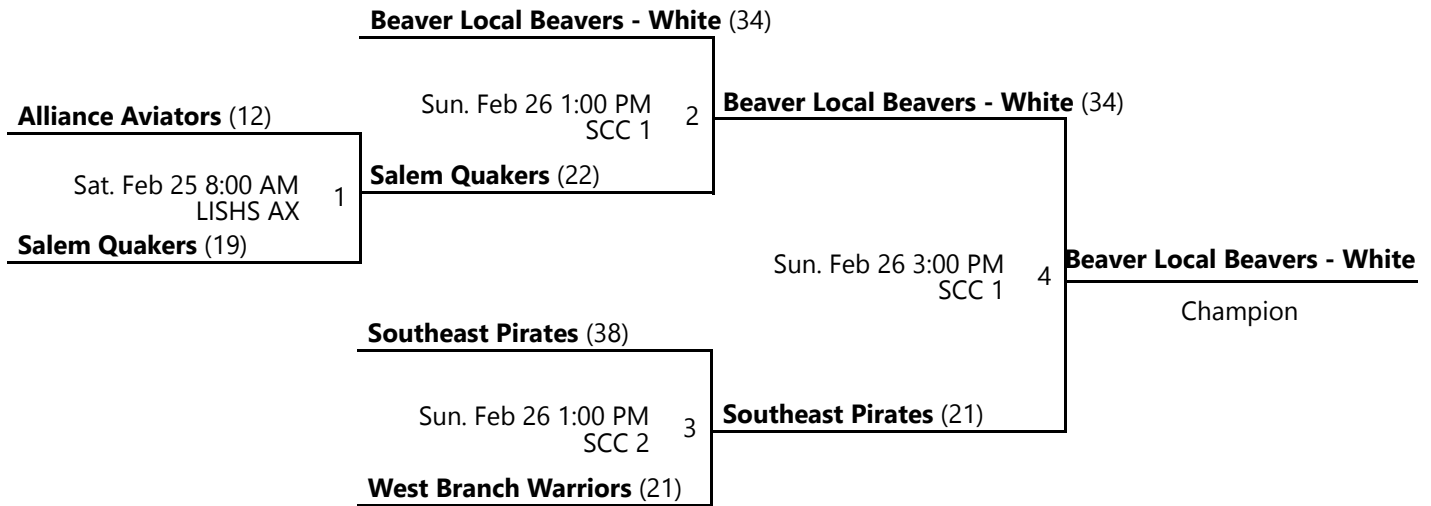 Beaver Local Beavers - White (34)
Alliance Aviators (12)
Sun. Feb 26 1:00 PM
SCC 1
2
Beaver Local Beavers - White (34)
Sat. Feb 25 8:00 AM
LISHS AX
1
Salem Quakers (22)
Salem Quakers (19)
Sun. Feb 26 3:00 PM
SCC 1
4
Beaver Local Beavers - White
Champion
Southeast Pirates (38)
Sun. Feb 26 1:00 PM
SCC 2
3
Southeast Pirates (21)
West Branch Warriors (21)